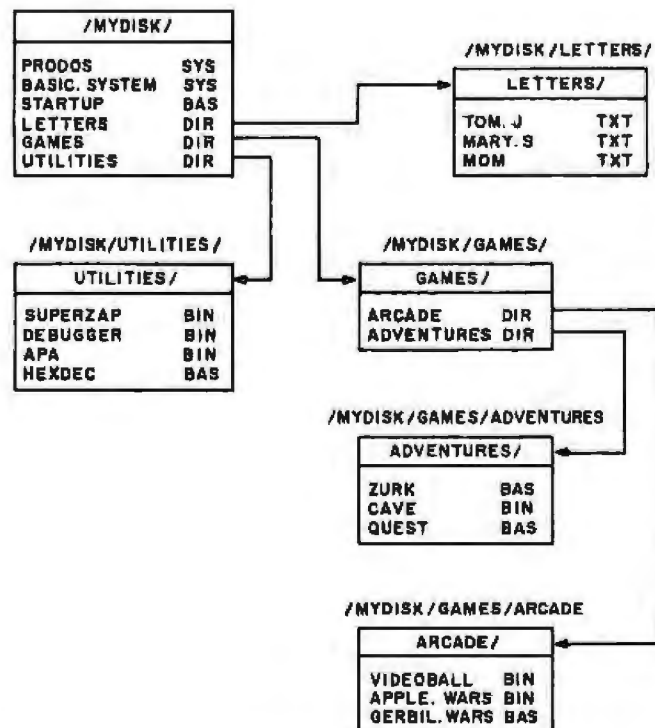 /MYDISK/
PRODOS SYS
BASIC. SYSTEM SYS
STARTUP BAS
LETTERS DIR
GAMES DIR
UTILITIES DIR
/MYDISK/LETTERS/
LETTERS/
TOM. J TXT
MARY. S TXT
MOM TXT
/MYDISK/UTILITIES/
UTILITIES/
SUPERZAP BIN
DEBUGGER BIN
APA BIN
HEXDEC BAS
/MYDISK/GAMES/
GAMES/
ARCADE DIR
ADVENTURES DIR
/MYDISK/GAMES/ADVENTURES
ADVENTURES/
ZURK BAS
CAVE BIN
QUEST BAS
/MYDISK/GAMES/ARCADE
ARCADE/
VIDEOBALL BIN
APPLE. WARS BIN
GERBIL. WARS BAS